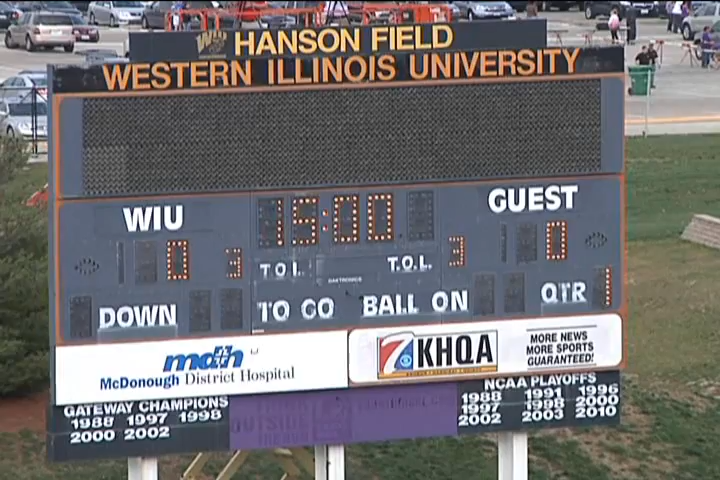 HANSON FIELD
WESTERN ILLINOIS UNIVERSITY
WIU 15:00 GUEST
0 3 T.O.L. T.O.L. 3 0
DOWN TO GO BALL ON QTR 1
mdh
McDonough District Hospital
7 KHQA
MORE NEWS
MORE SPORTS
GUARANTEED!
GATEWAY CHAMPIONS
1988 1997 1998
2000 2002
NCAA PLAYOFFS
1988 1991 1996
1997 1998 2000
2002 2003 2010